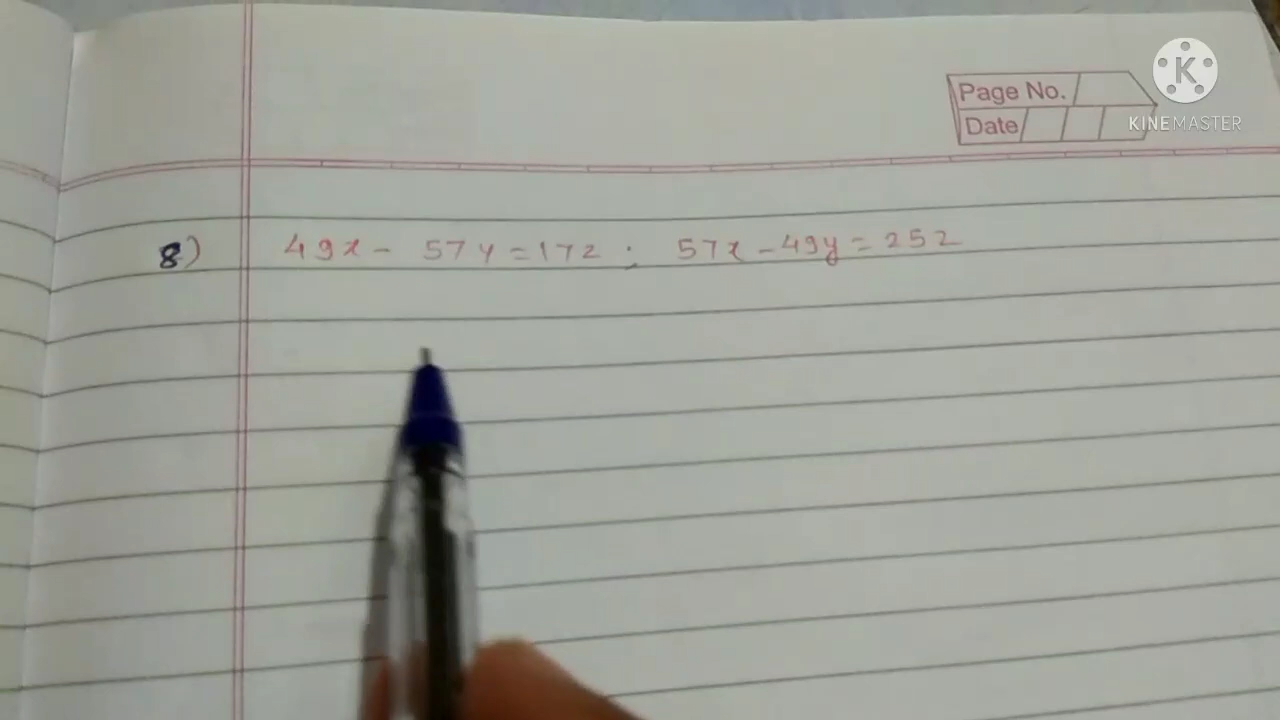 Page No.
Date
K
KINEMASTER
8) 49x - 57y = 172 ; 57x - 49y = 252